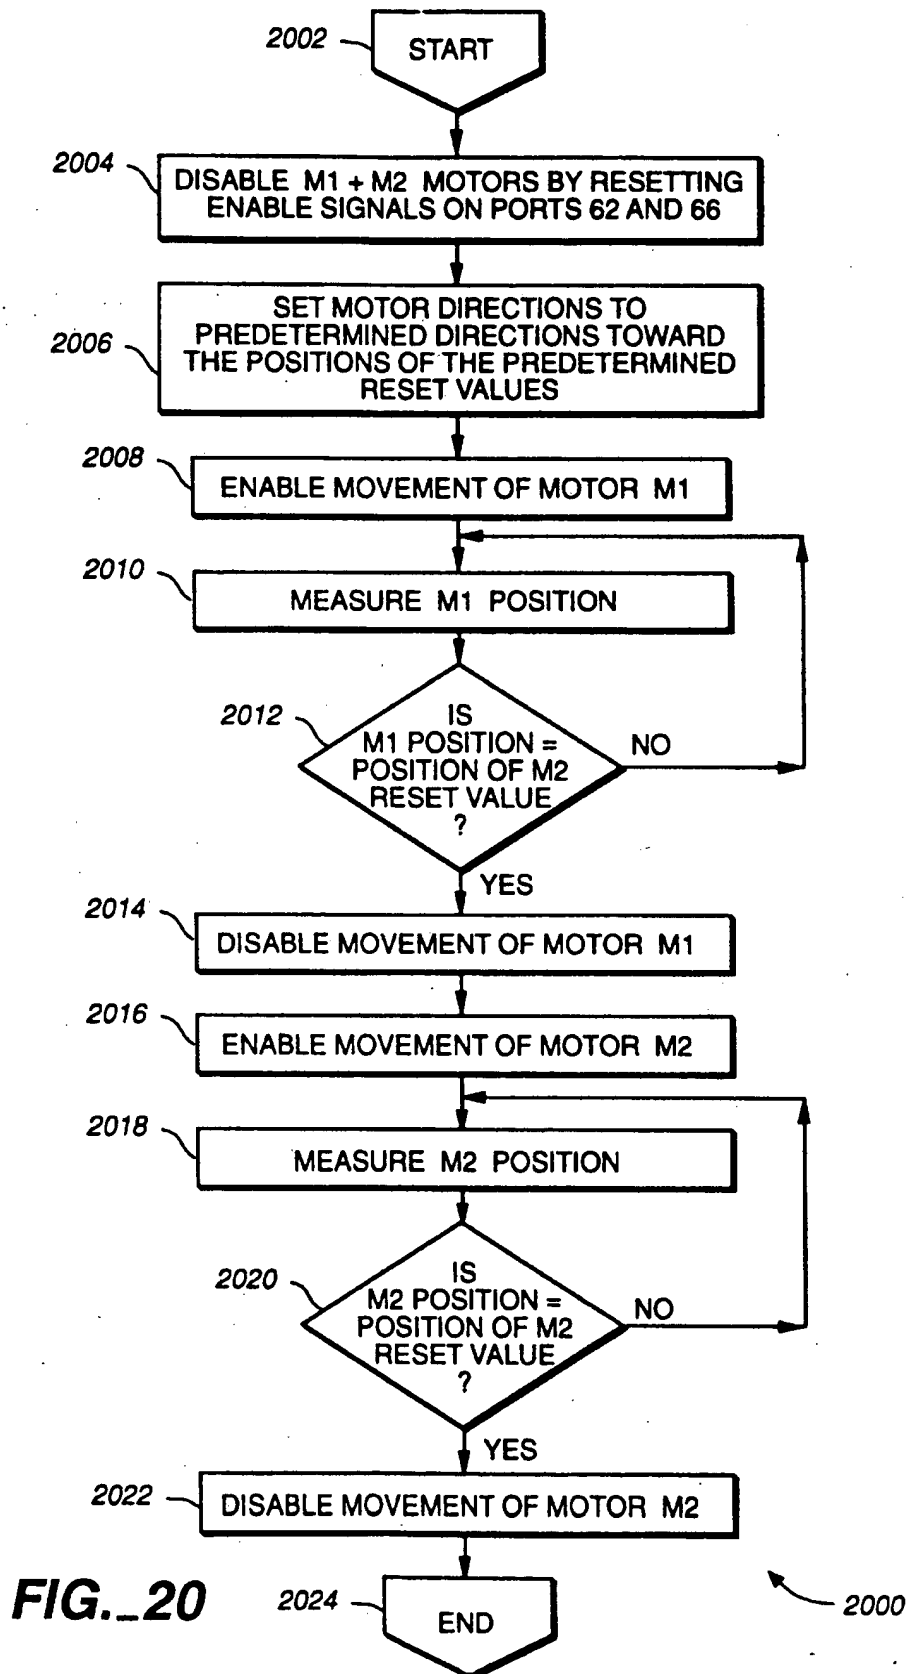 2002
START
2004
DISABLE M1 + M2 MOTORS BY RESETTING
ENABLE SIGNALS ON PORTS 62 AND 66
2006
SET MOTOR DIRECTIONS TO
PREDETERMINED DIRECTIONS TOWARD
THE POSITIONS OF THE PREDETERMINED
RESET VALUES
2008
ENABLE MOVEMENT OF MOTOR M1
2010
MEASURE M1 POSITION
2012
IS
M1 POSITION =
POSITION OF M2
RESET VALUE
?
NO
YES
2014
DISABLE MOVEMENT OF MOTOR M1
2016
ENABLE MOVEMENT OF MOTOR M2
2018
MEASURE M2 POSITION
2020
IS
M2 POSITION =
POSITION OF M2
RESET VALUE
?
NO
YES
2022
DISABLE MOVEMENT OF MOTOR M2
FIG._20
2024
END
2000